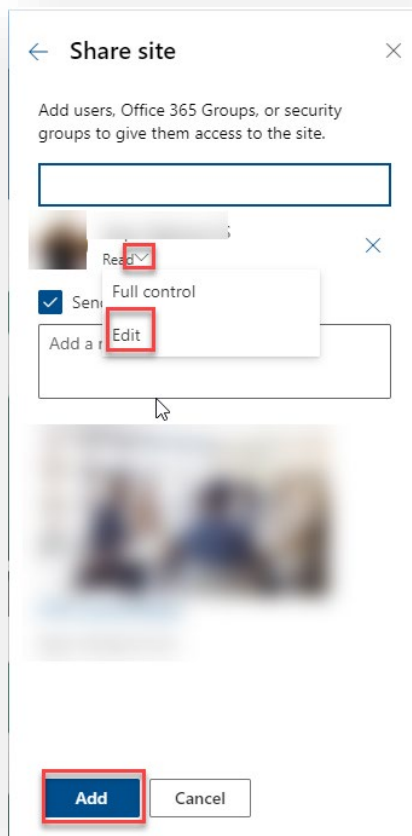 Share site
Add users, Office 365 Groups, or security
groups to give them access to the site.
Read
Full control
Edit
Add a
Add
Cancel